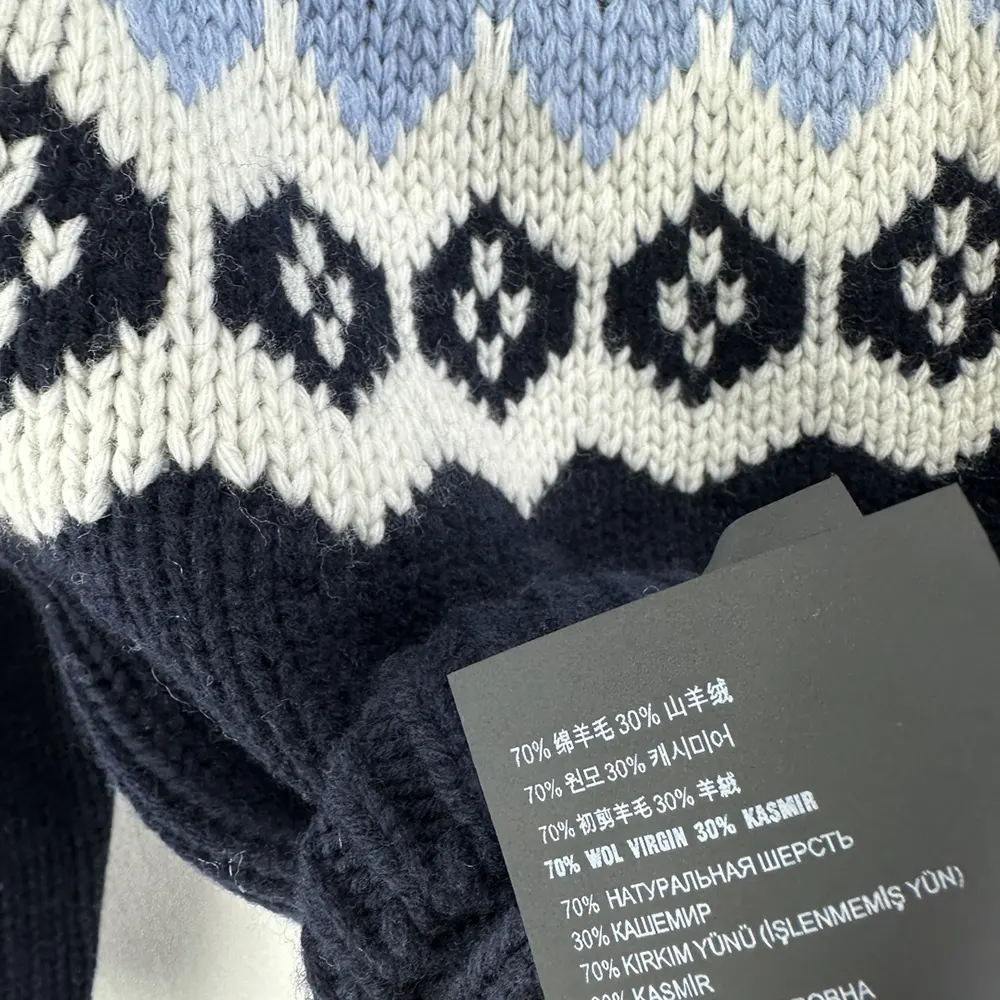 70% 绵羊毛 30% 山羊绒
70% 원모 30% 캐시미어
70% 初剪羊毛 30% 羊絨
70% WOL VIRGIN 30% KASMIR
70% НАТУРАЛЬНАЯ ШЕРСТЬ
30% КАШЕМИР
70% KIRKIM YÜNÜ (İŞLENMEMİŞ YÜN)
30% KAŞMİR